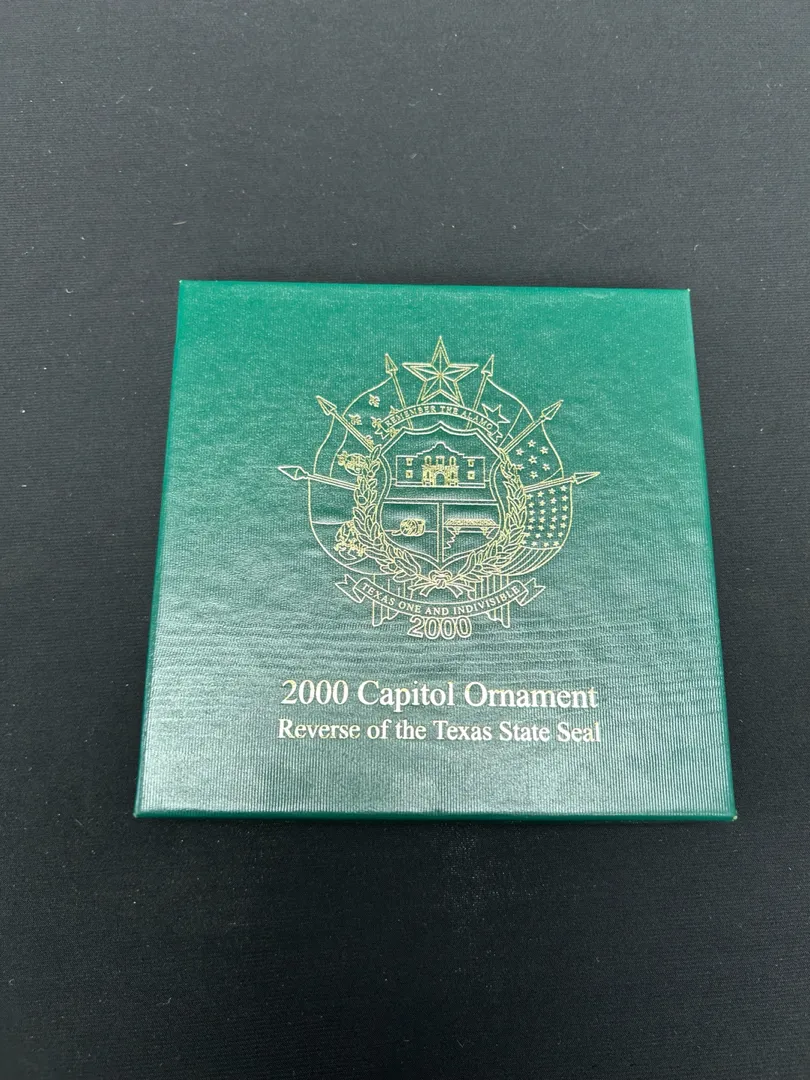 REMEMBER THE ALAMO
TEXAS ONE AND INDIVISIBLE
2000
2000 Capitol Ornament
Reverse of the Texas State Seal